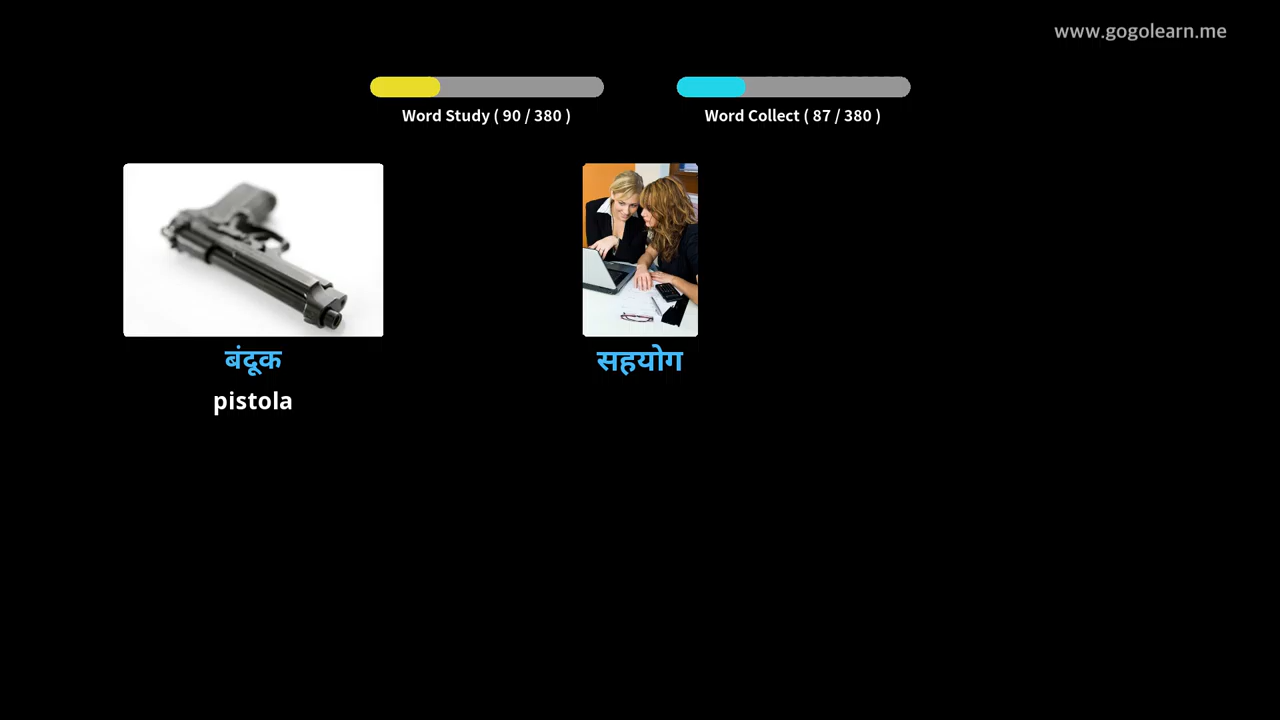 www.gogolearn.me
Word Study ( 90 / 380 )
Word Collect ( 87 / 380 )
बंदूक
सहयोग
pistola